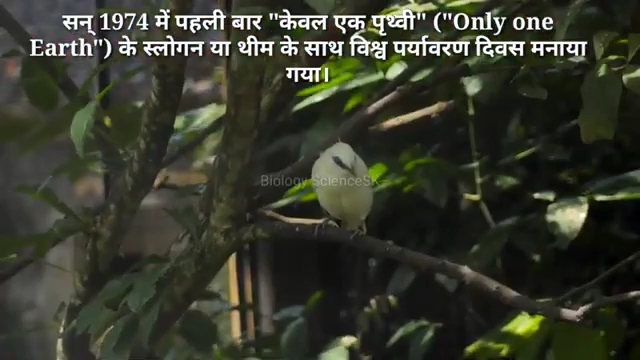 सन् 1974 में पहली बार "केवल एक पृथ्वी" ("Only one
Earth") के स्लोगन या थीम के साथ विश्व पर्यावरण दिवस मनाया
गया।
Biology ScienceSK